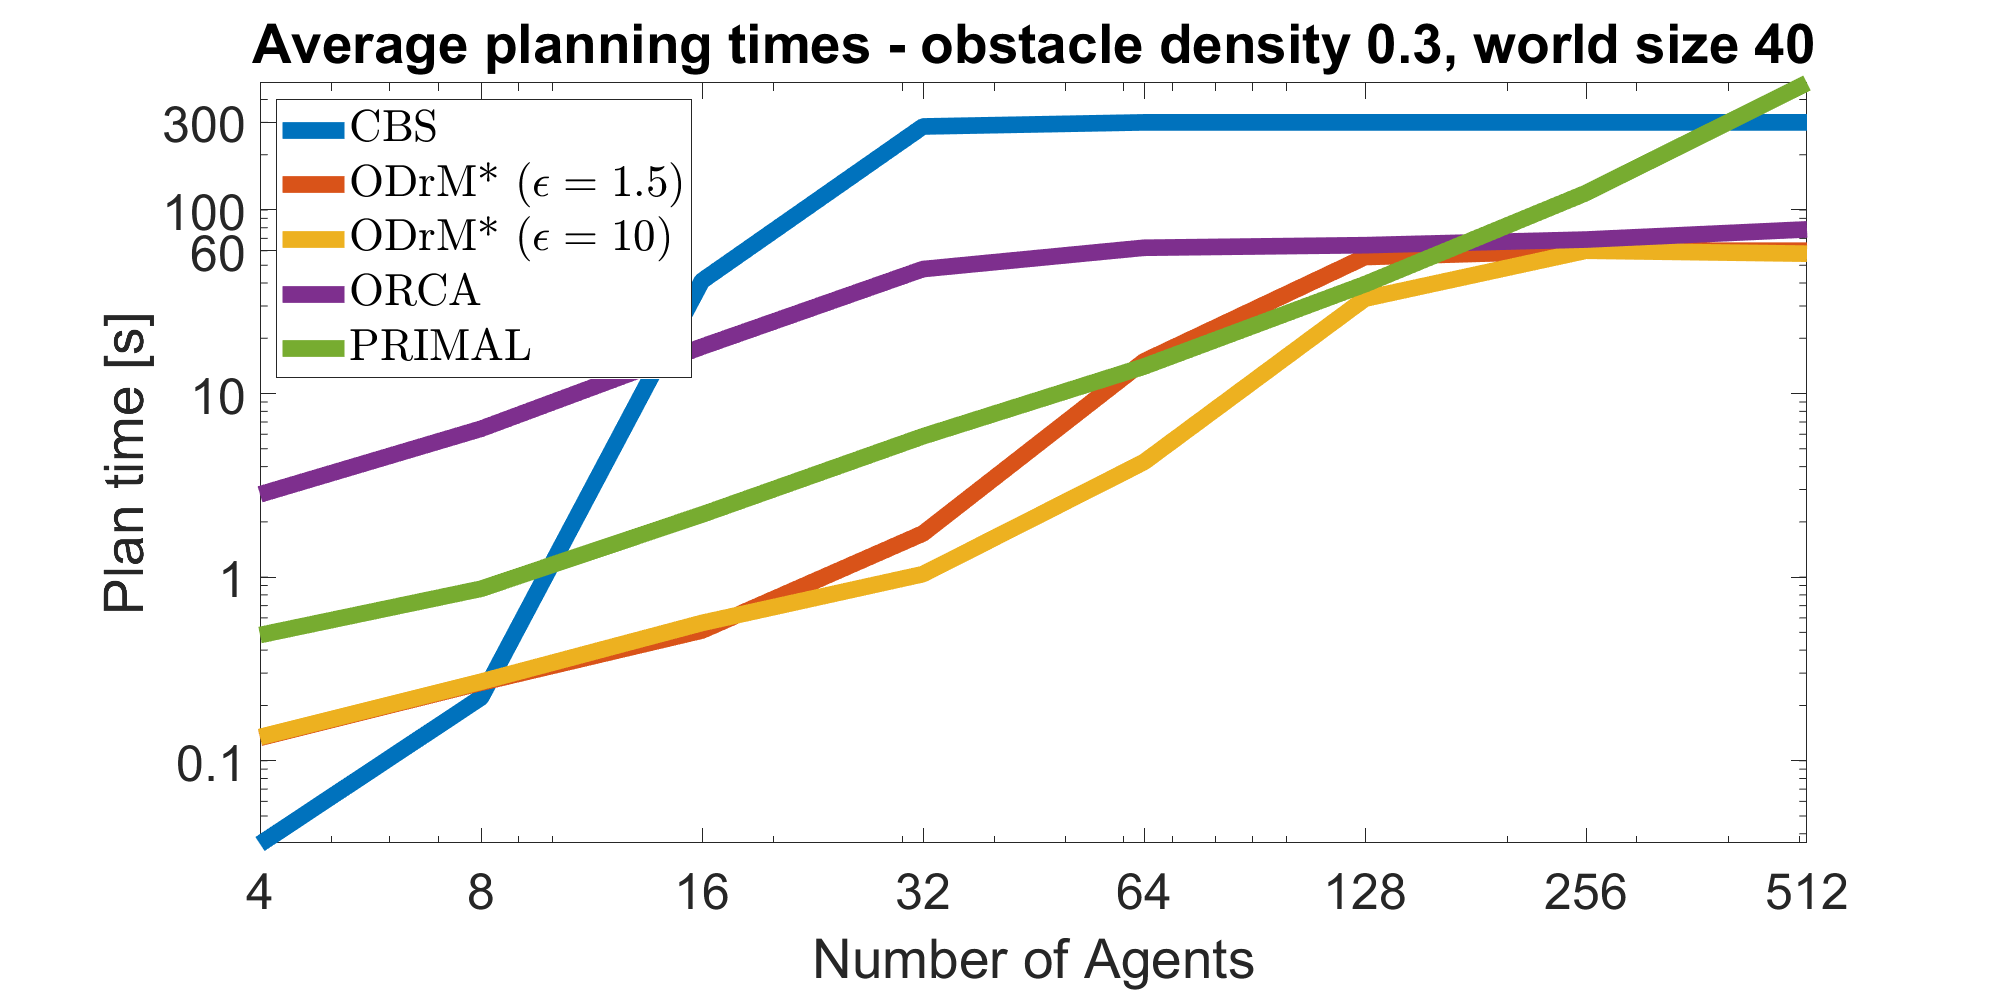 Average planning times - obstacle density 0.3, world size 40
CBS
ODrM* (ϵ = 1.5)
ODrM* (ϵ = 10)
ORCA
PRIMAL
Plan time [s]
300
100
60
10
1
0.1
4 8 16 32 64 128 256 512
Number of Agents